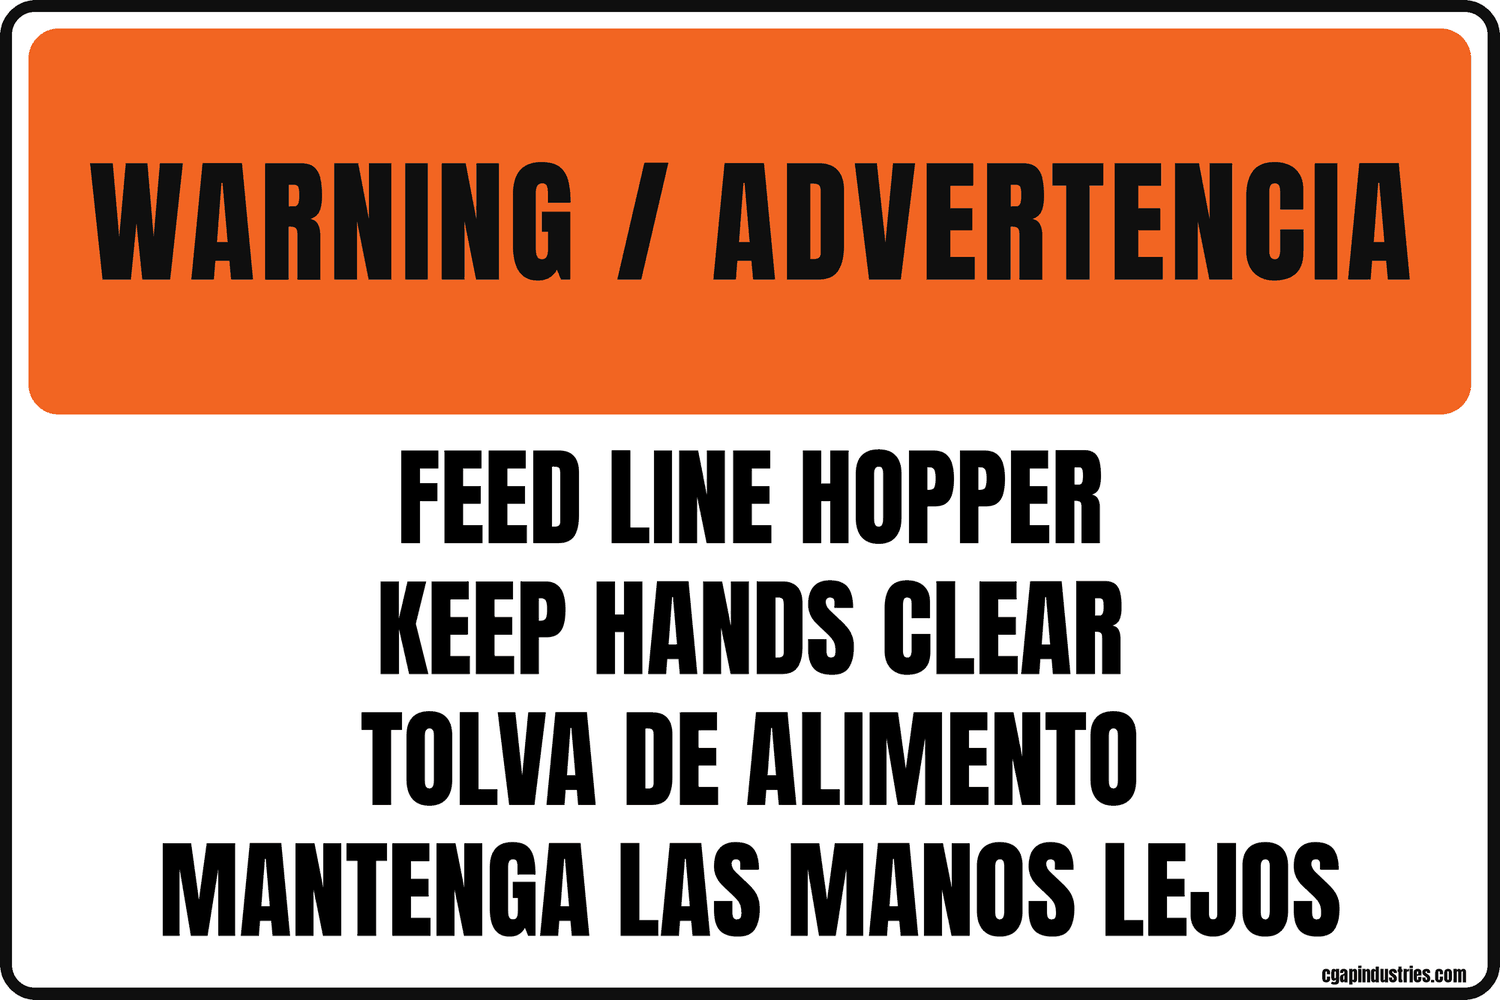 WARNING / ADVERTENCIA
FEED LINE HOPPER
KEEP HANDS CLEAR
TOLVA DE ALIMENTO
MANTENGA LAS MANOS LEJOS
cgapindustries.com